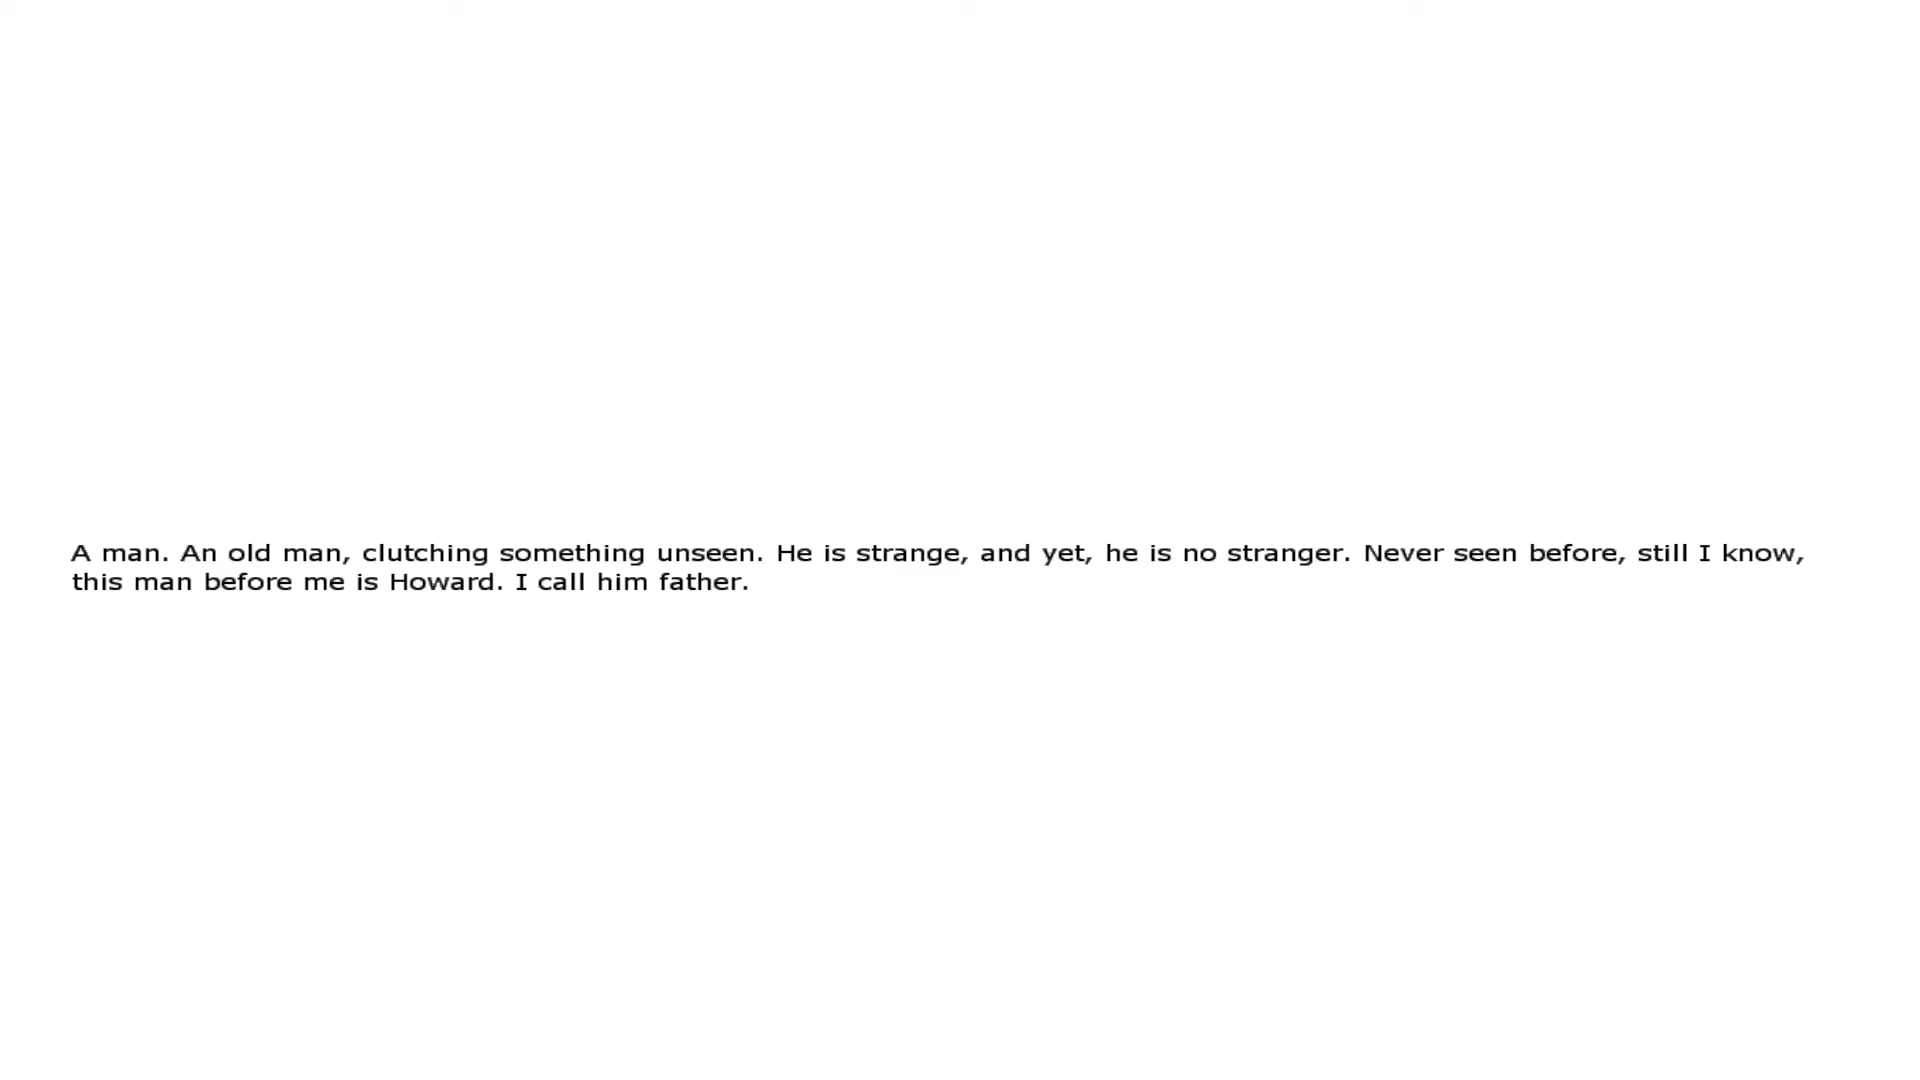 A man. An old man, clutching something unseen. He is strange, and yet, he is no stranger. Never seen before, still I know,
this man before me is Howard. I call him father.